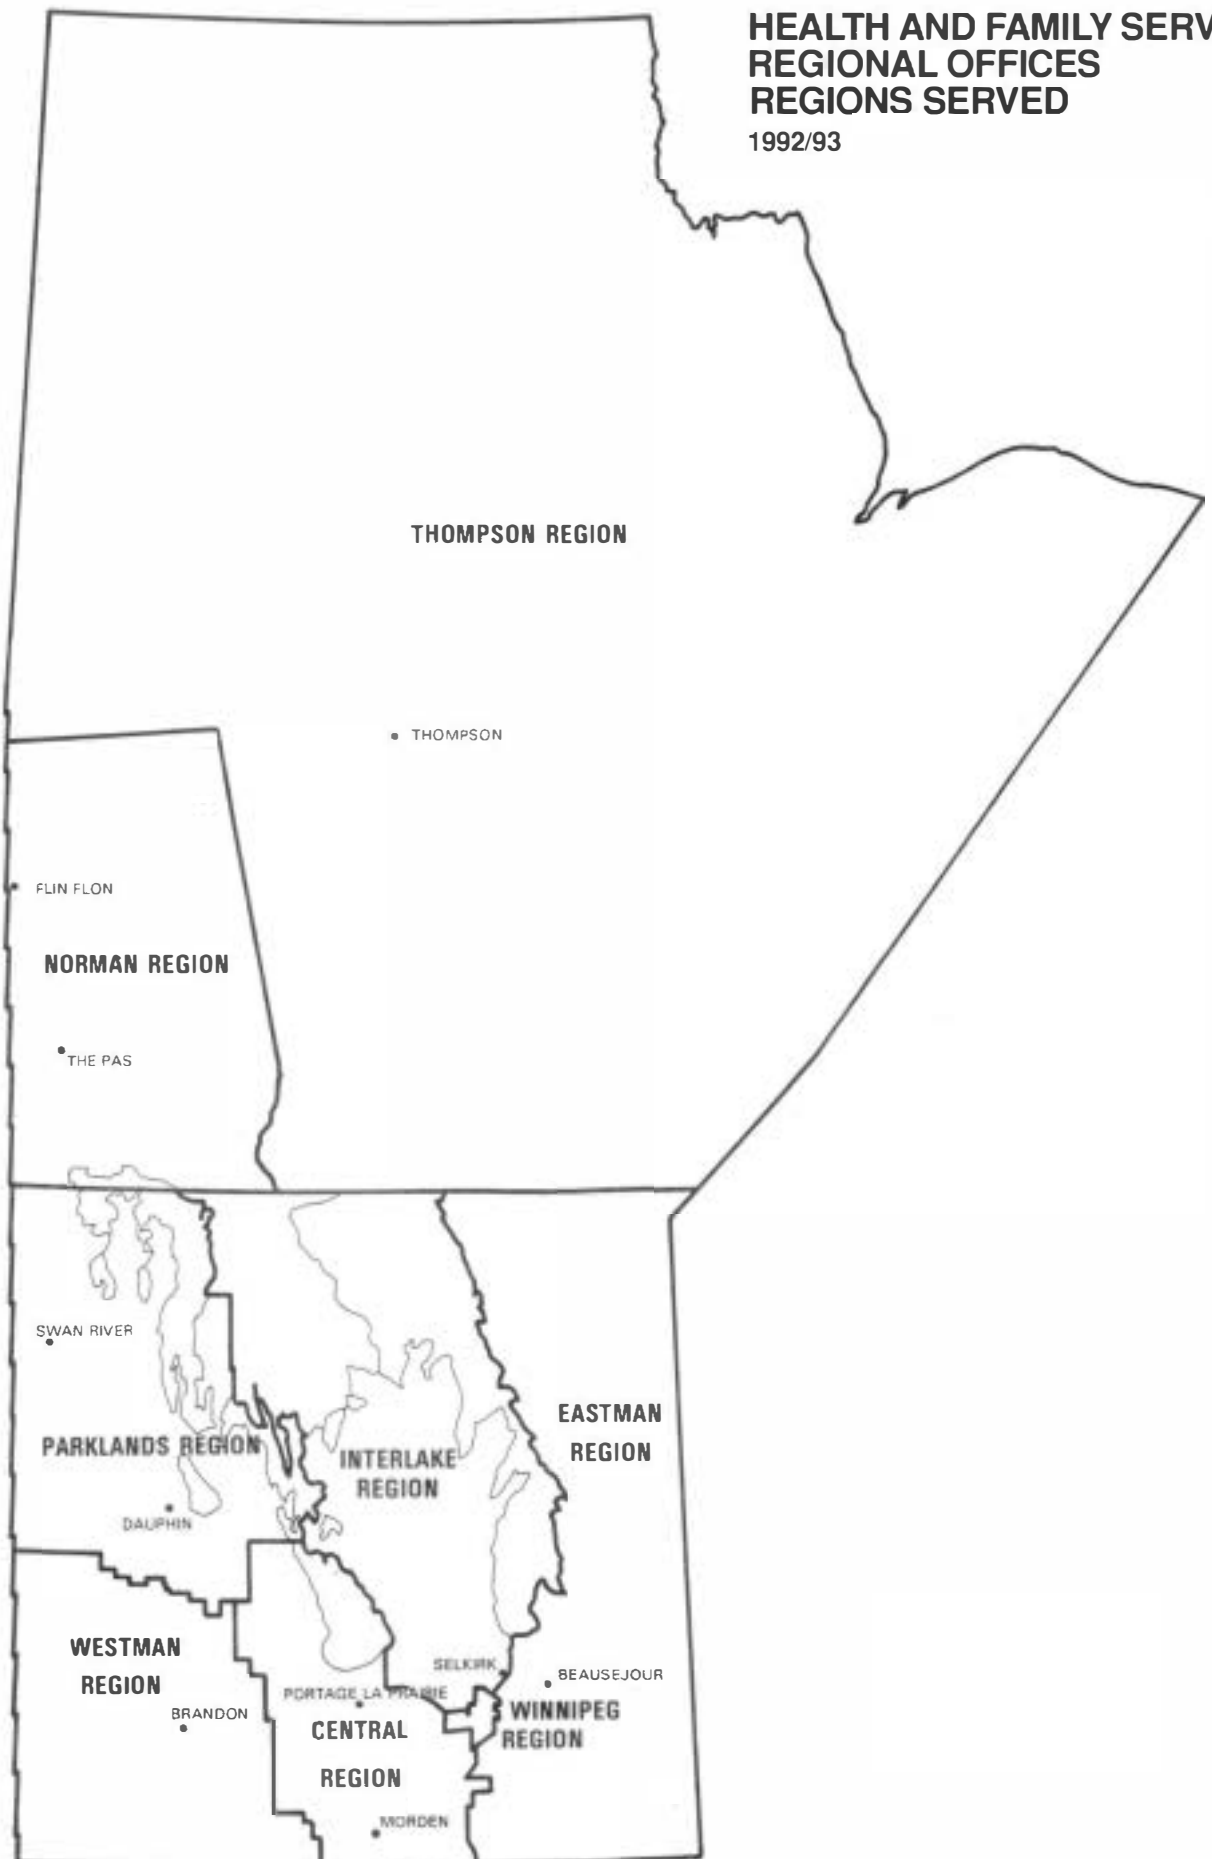 HEALTH AND FAMILY SERV
REGIONAL OFFICES
REGIONS SERVED
1992/93
THOMPSON REGION
THOMPSON
FLIN FLON
NORMAN REGION
THE PAS
SWAN RIVER
EASTMAN
REGION
PARKLANDS REGION
INTERLAKE
REGION
DAUPHIN
WESTMAN
REGION
SELKIRK
BEAUSEJOUR
PORTAGE LA PRAIRIE
BRANDON
WINNIPEG
REGION
CENTRAL
REGION
MORDEN